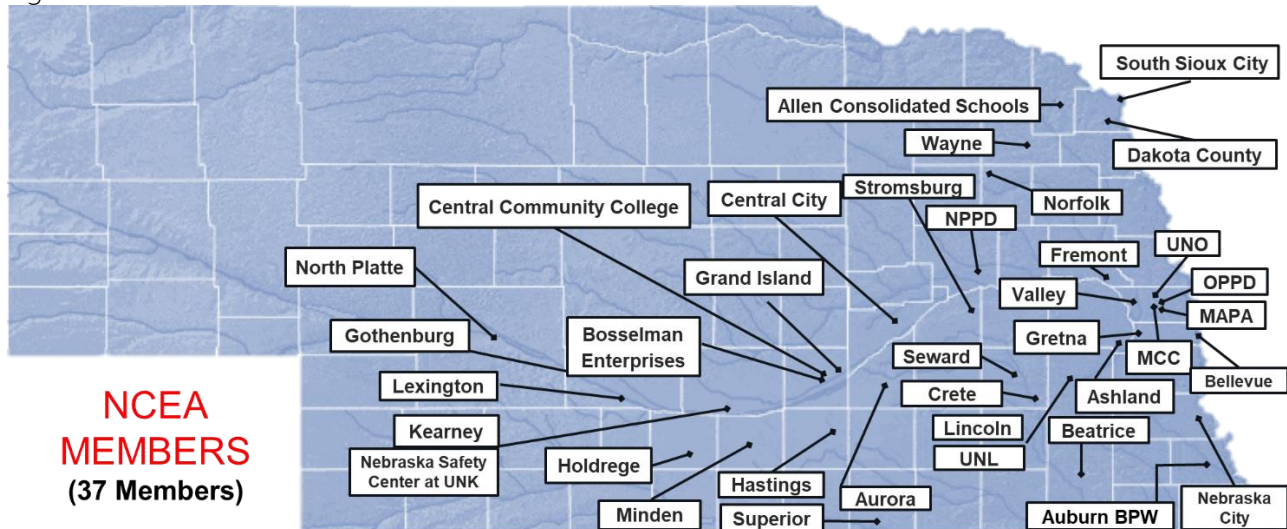 South Sioux City
Allen Consolidated Schools
Wayne
Dakota County
Stromsburg
Central City
Central Community College
Norfolk
NPPD
UNO
Fremont
North Platte
Grand Island
OPPD
Valley
MAPA
Gothenburg
Bosselman
Enterprises
Gretna
Seward
MCC
Bellevue
Lexington
Crete
Ashland
NCEA
MEMBERS
(37 Members)
Kearney
Lincoln
Beatrice
Nebraska Safety
Center at UNK
Holdrege
UNL
Hastings
Aurora
Nebraska
City
Minden
Superior
Auburn BPW